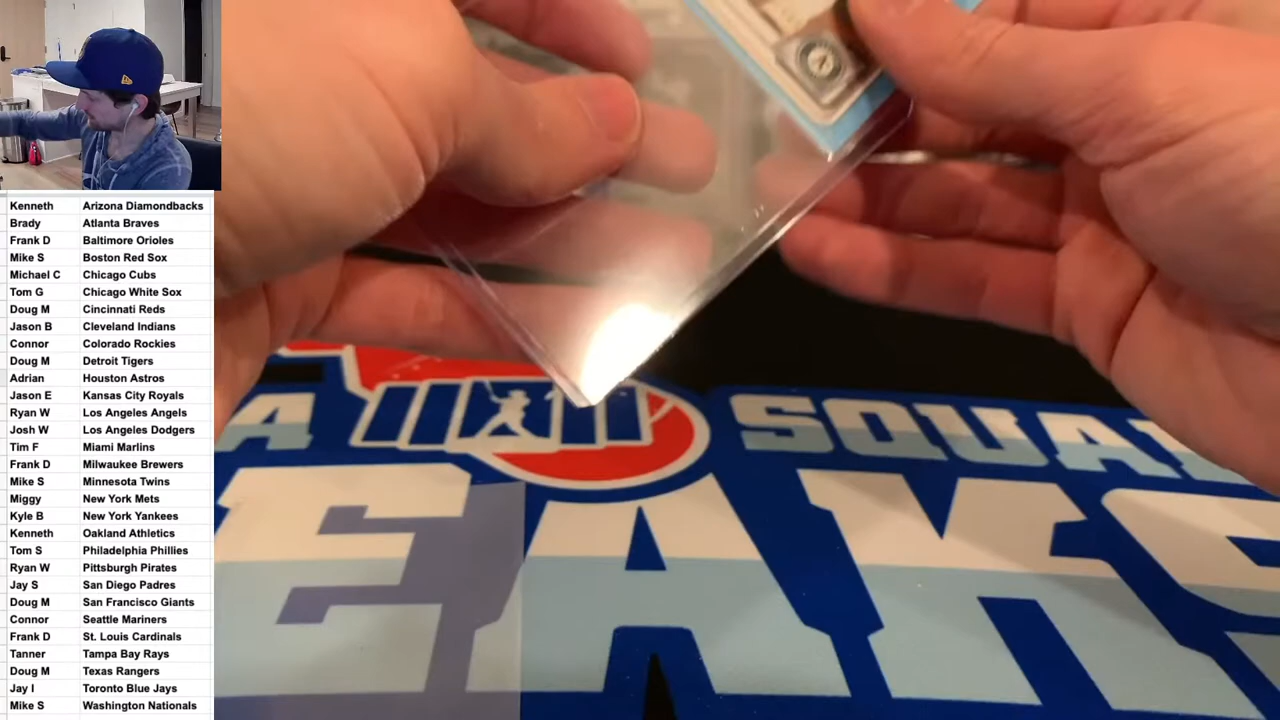 Kenneth Arizona Diamondbacks
Brady Atlanta Braves
Frank D Baltimore Orioles
Mike S Boston Red Sox
Michael C Chicago Cubs
Tom G Chicago White Sox
Doug M Cincinnati Reds
Jason B Cleveland Indians
Connor Colorado Rockies
Doug M Detroit Tigers
Adrian Houston Astros
Jason E Kansas City Royals
Ryan W Los Angeles Angels
Josh W Los Angeles Dodgers
Tim F Miami Marlins
Frank D Milwaukee Brewers
Mike S Minnesota Twins
Miggy New York Mets
Kyle B New York Yankees
Kenneth Oakland Athletics
Tom S Philadelphia Phillies
Ryan W Pittsburgh Pirates
Jay S San Diego Padres
Doug M San Francisco Giants
Connor Seattle Mariners
Frank D St. Louis Cardinals
Tanner Tampa Bay Rays
Doug M Texas Rangers
Jay I Toronto Blue Jays
Mike S Washington Nationals
A SQUA
EAKS